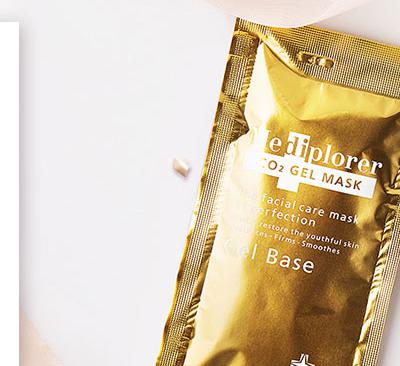 Mediplorer
CO₂ GEL MASK
facial care mask
perfection
restore the youthful skin
- Firms - Smoothes
Gel Base